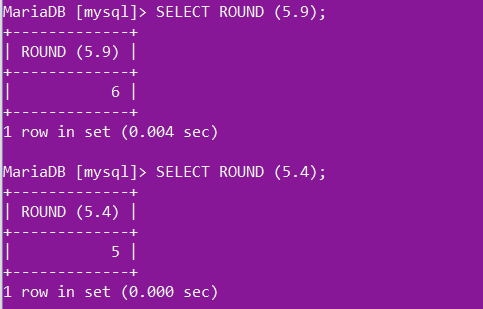 MariaDB [mysql]> SELECT ROUND (5.9);
+-------------+
| ROUND (5.9) |
+-------------+
|           6 |
+-------------+
1 row in set (0.004 sec)

MariaDB [mysql]> SELECT ROUND (5.4);
+-------------+
| ROUND (5.4) |
+-------------+
|           5 |
+-------------+
1 row in set (0.000 sec)